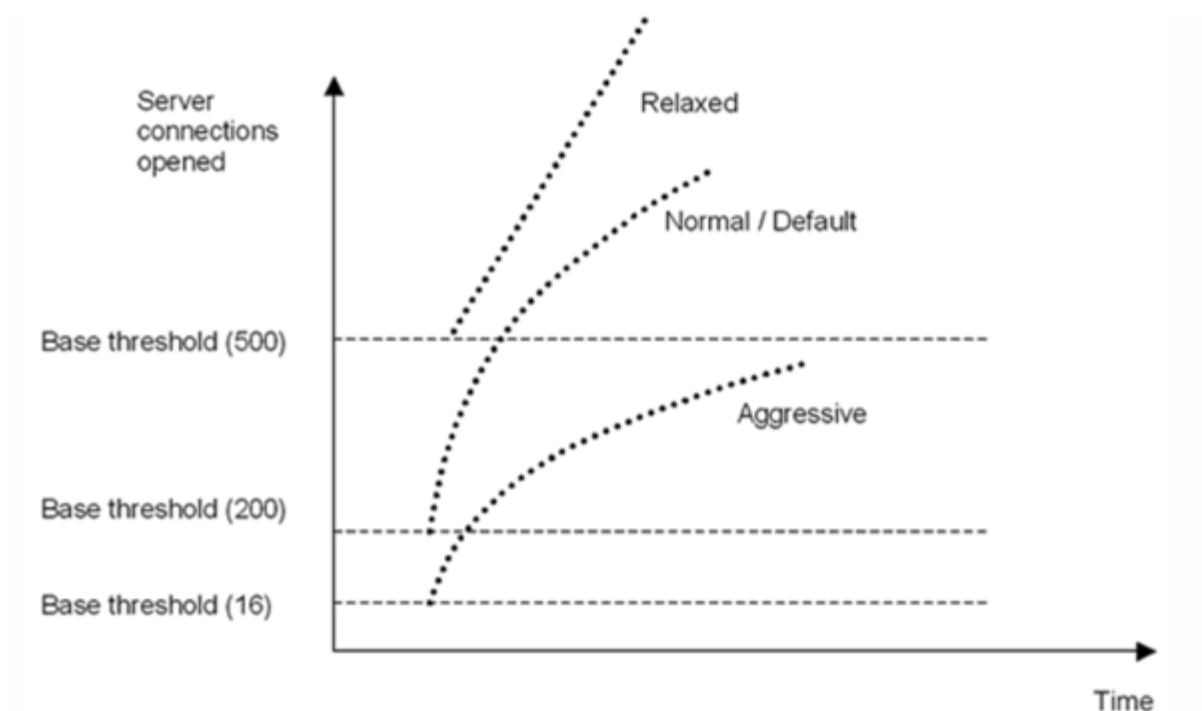 Server
connections
opened
Relaxed
Normal / Default
Base threshold (500)
Aggressive
Base threshold (200)
Base threshold (16)
Time